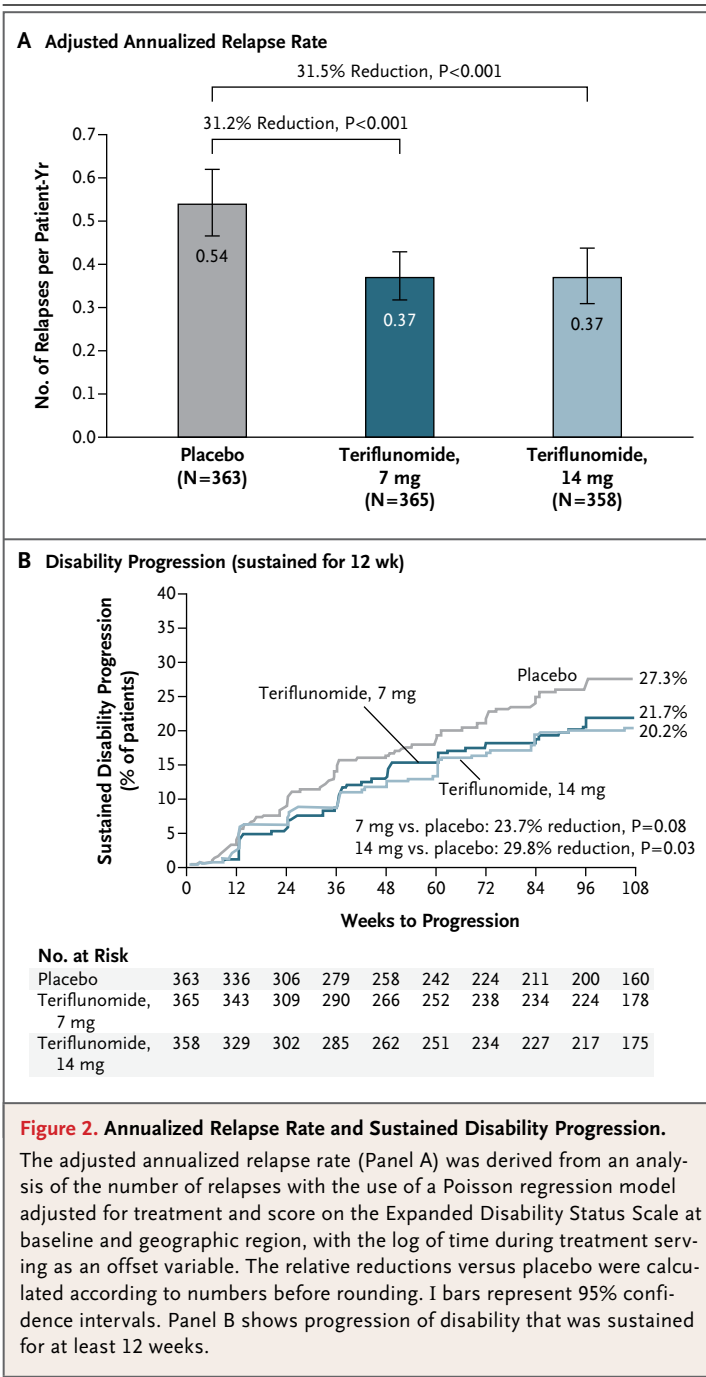 A Adjusted Annualized Relapse Rate
31.5% Reduction, P<0.001
31.2% Reduction, P<0.001
No. of Relapses per Patient-Yr
0.7
0.6
0.5
0.4
0.3
0.2
0.1
0.0
0.54
0.37
0.37
Placebo
(N=363)
Teriflunomide,
7 mg
(N=365)
Teriflunomide,
14 mg
(N=358)
B Disability Progression (sustained for 12 wk)
Sustained Disability Progression
(% of patients)
40
35
30
25
20
15
10
5
0
Placebo
27.3%
Teriflunomide, 7 mg
21.7%
20.2%
Teriflunomide, 14 mg
7 mg vs. placebo: 23.7% reduction, P=0.08
14 mg vs. placebo: 29.8% reduction, P=0.03
0 12 24 36 48 60 72 84 96 108
Weeks to Progression
No. at Risk
Placebo 363 336 306 279 258 242 224 211 200 160
Teriflunomide, 365 343 309 290 266 252 238 234 224 178
7 mg
Teriflunomide, 358 329 302 285 262 251 234 227 217 175
14 mg
Figure 2. Annualized Relapse Rate and Sustained Disability Progression.
The adjusted annualized relapse rate (Panel A) was derived from an analy-
sis of the number of relapses with the use of a Poisson regression model
adjusted for treatment and score on the Expanded Disability Status Scale at
baseline and geographic region, with the log of time during treatment serv-
ing as an offset variable. The relative reductions versus placebo were calcu-
lated according to numbers before rounding. I bars represent 95% confi-
dence intervals. Panel B shows progression of disability that was sustained
for at least 12 weeks.